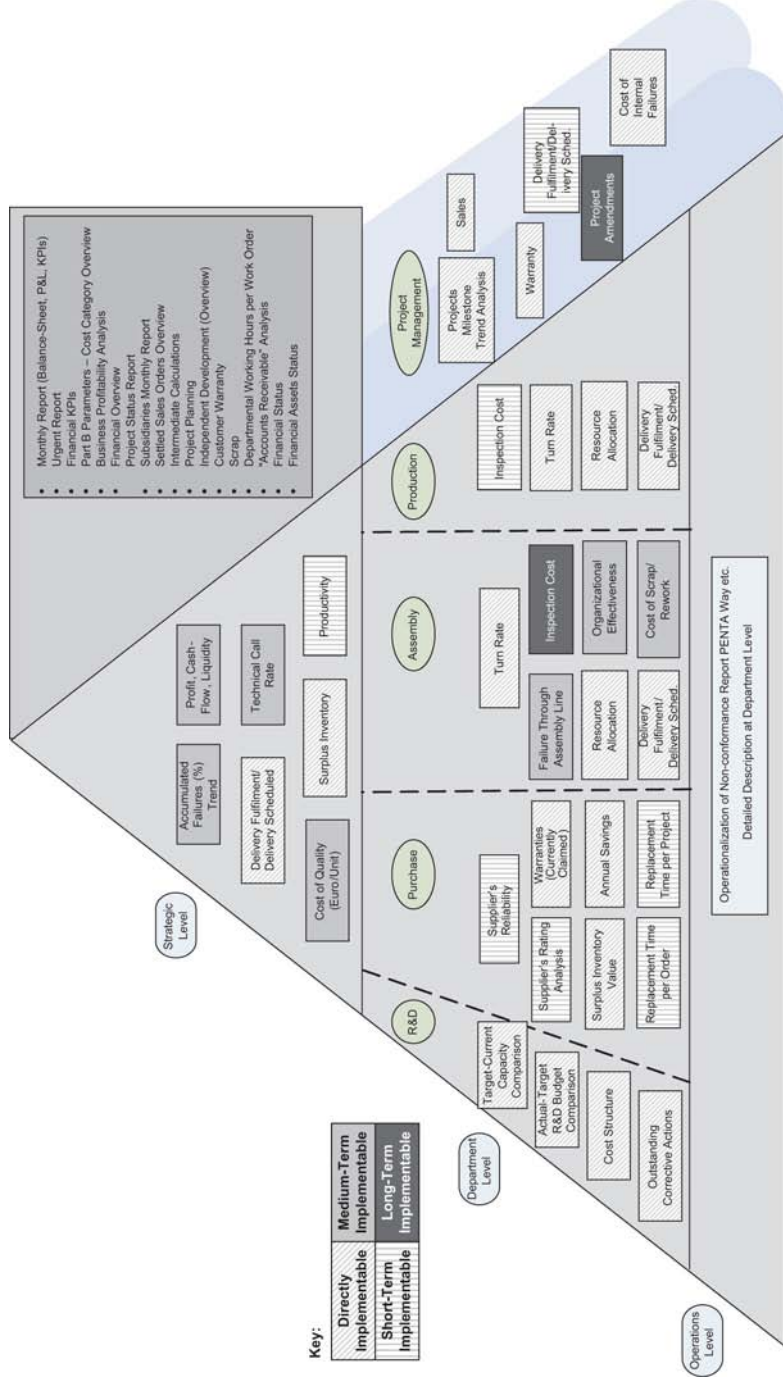 • Monthly Report (Balance-Sheet, P&L, KPIs)
• Urgent Report
• Financial KPIs
• Part B Parameters – Cost Category Overview
• Business Profitability Analysis
• Financial Overview
• Project Status Report
• Subsidiaries Monthly Report
• Settled Sales Orders Overview
• Intermediate Calculations
• Project Planning
• Independent Development (Overview)
• Customer Warranty
• Scrap
• Departmental Working Hours per Work Order
• "Accounts Receivable" Analysis
• Financial Status
• Financial Assets Status
Strategic
Level
Accumulated
Failures (%)
Trend
Profit, Cash-
Flow, Liquidity
Delivery Fulfilment/
Delivery Scheduled
Technical Call
Rate
Cost of Quality
(Euro/Unit)
Surplus Inventory
Productivity
Key:
Directly
Implementable
Medium-Term
Implementable
Short-Term
Implementable
Long-Term
Implementable
Department
Level
R&D
Target-Current
Capacity
Comparison
Actual-Target
R&D Budget
Comparison
Cost Structure
Outstanding
Corrective Actions
Purchase
Supplier's
Reliability
Supplier's Rating
Analysis
Warranties
(Currently
Claimed)
Surplus Inventory
Value
Annual Savings
Replacement Time
per Order
Replacement
Time per Project
Assembly
Turn Rate
Failure Through
Assembly Line
Inspection Cost
Resource
Allocation
Organizational
Effectiveness
Delivery
Fulfilment/
Delivery Sched.
Cost of Scrap/
Rework
Production
Inspection Cost
Turn Rate
Resource
Allocation
Delivery
Fulfilment/
Delivery Sched.
Project
Management
Projects
Milestone
Trend Analysis
Sales
Warranty
Delivery
Fulfilment/Del-
ivery Sched.
Project
Amendments
Cost of
Internal
Failures
Operations
Level
Operationalization of Non-conformance Report PENTA Way etc.
Detailed Description at Department Level